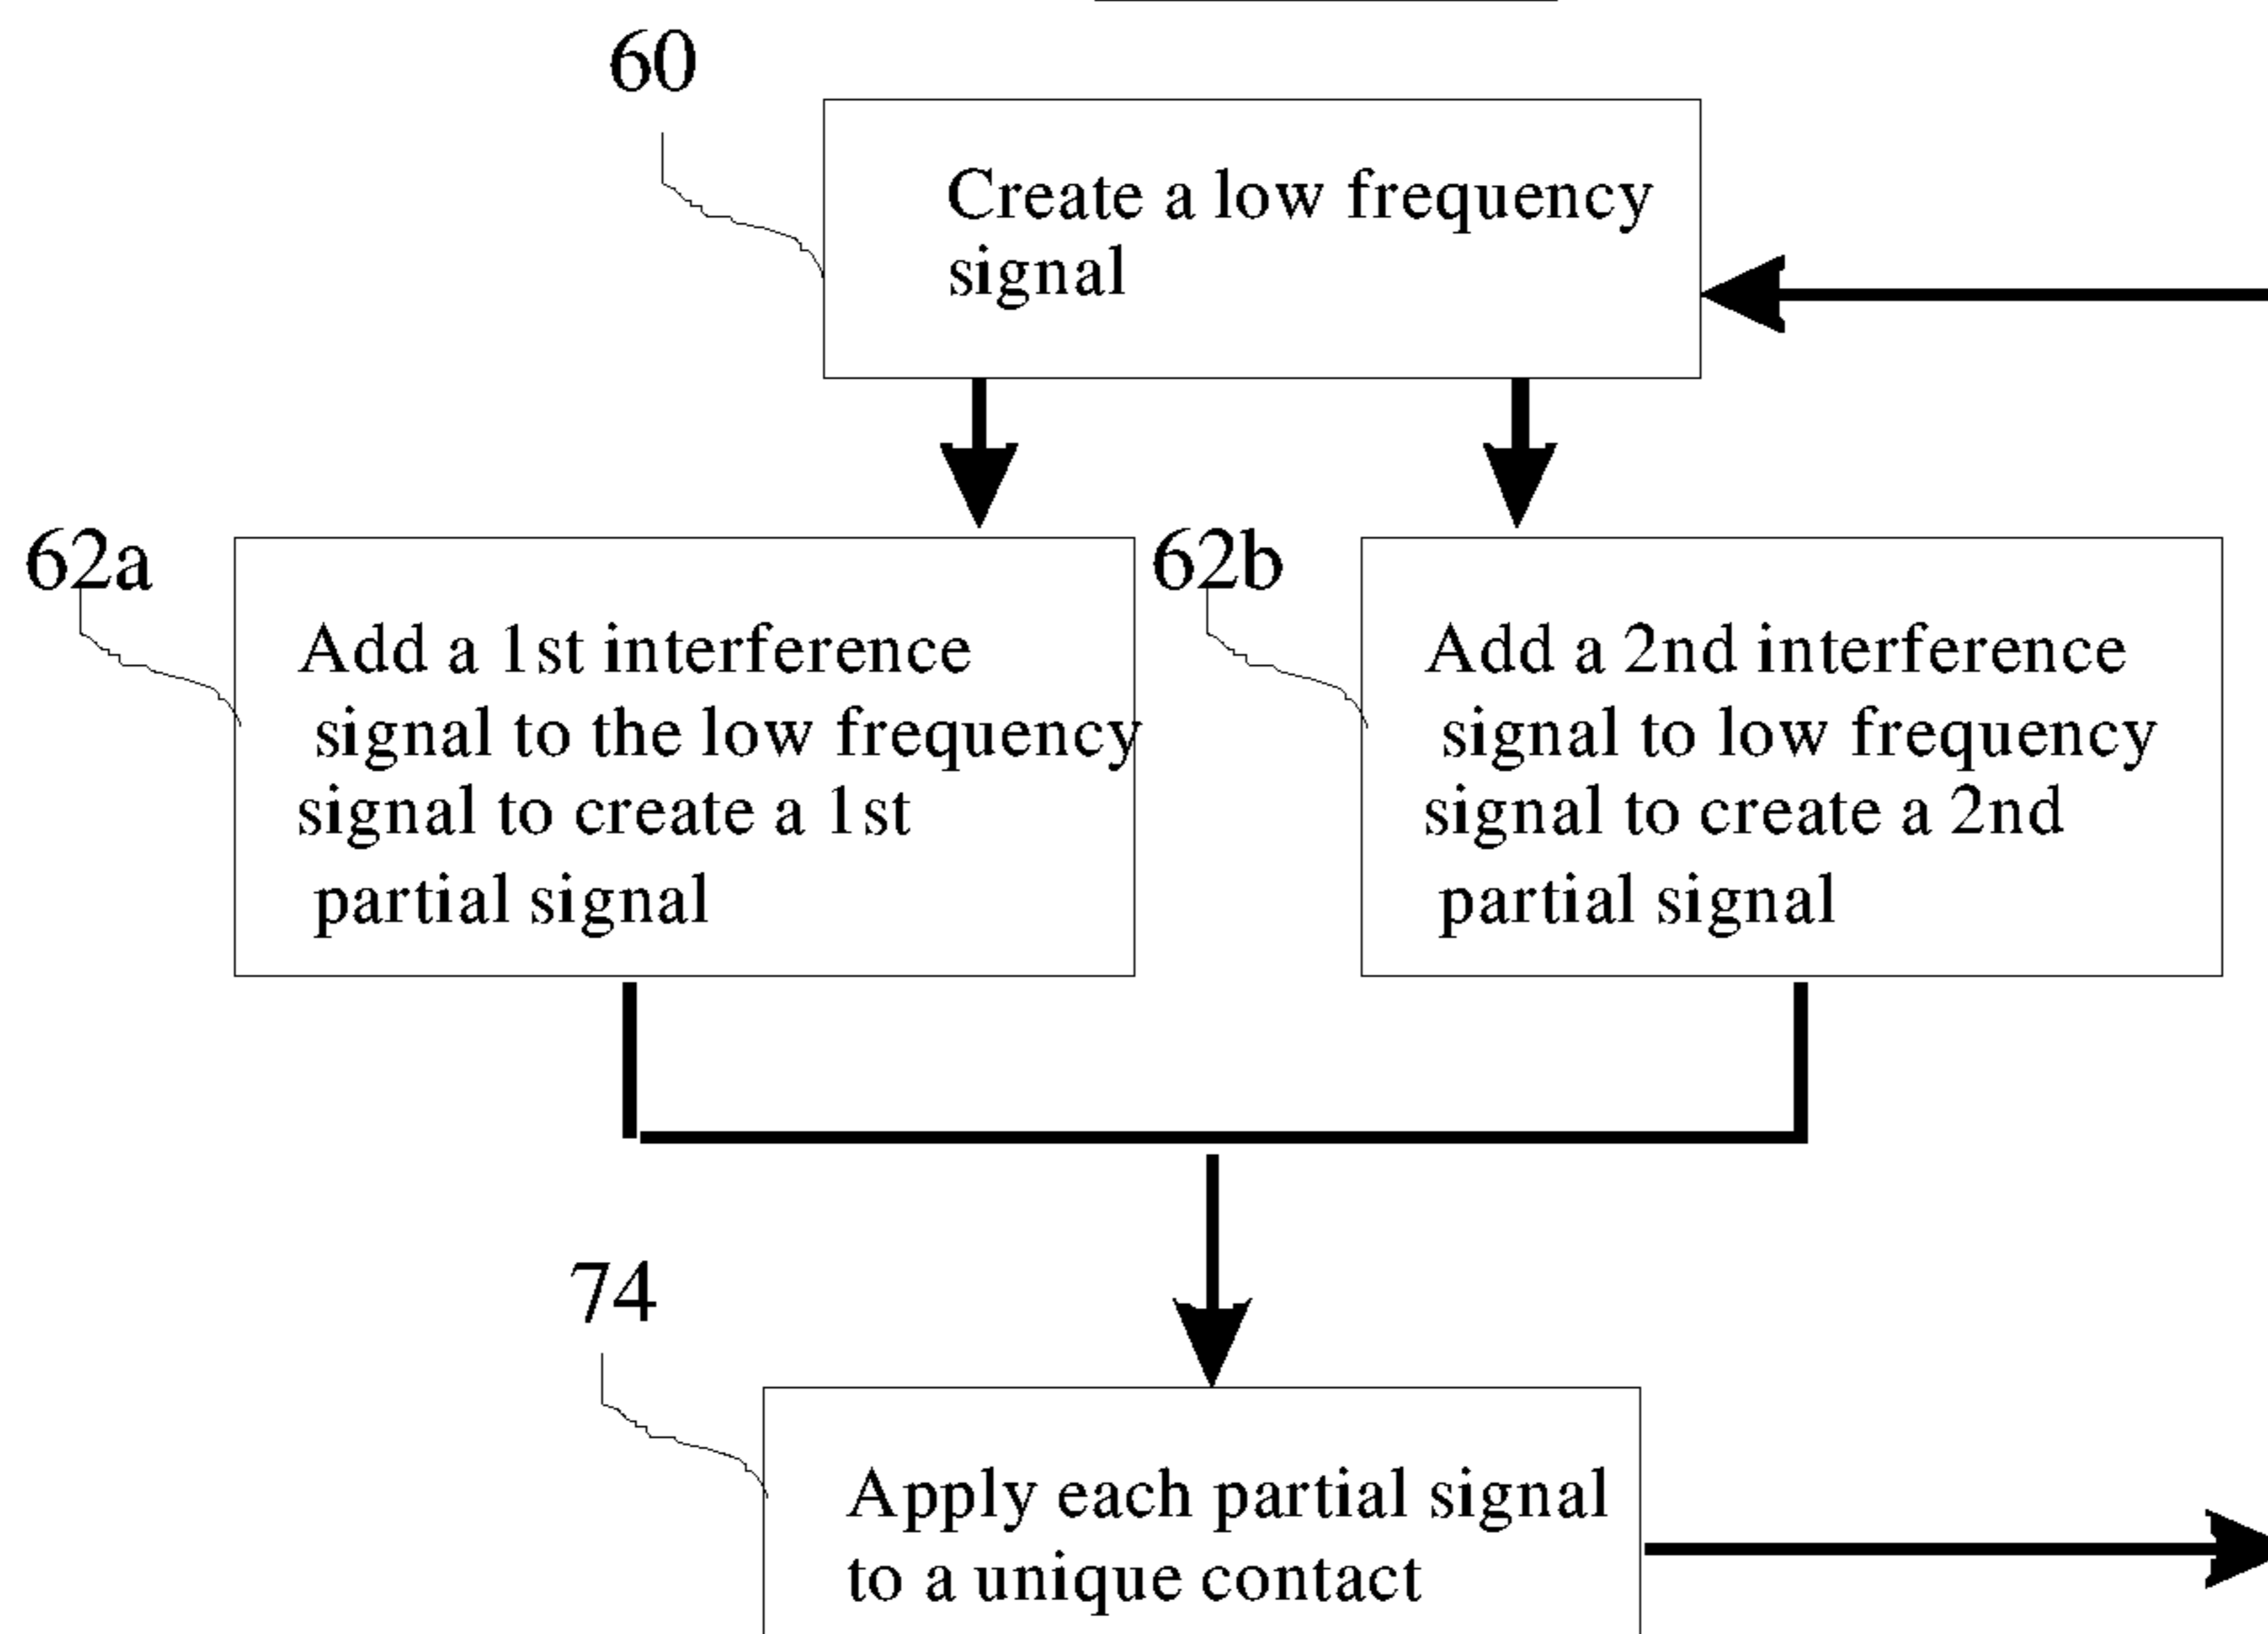 60
Create a low frequency
signal
62a
Add a 1st interference
signal to the low frequency
signal to create a 1st
partial signal
62b
Add a 2nd interference
signal to low frequency
signal to create a 2nd
partial signal
74
Apply each partial signal
to a unique contact